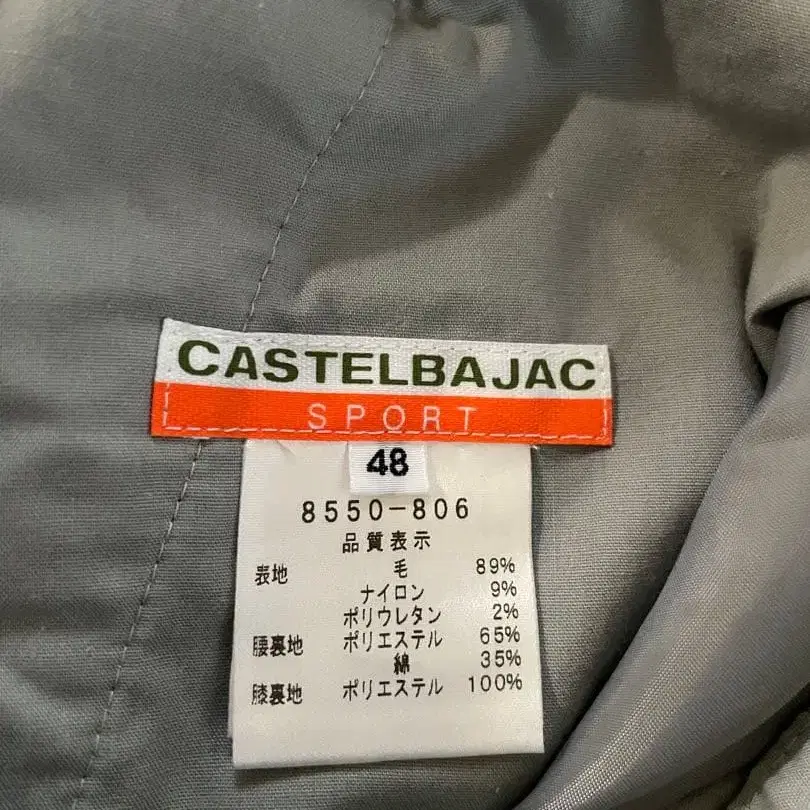 CASTELBAJAC
SPORT
48
8550-806
品質表示
表地 毛 89%
ナイロン 9%
ポリウレタン 2%
腰裏地 ポリエステル 65%
綿 35%
膝裏地 ポリエステル 100%